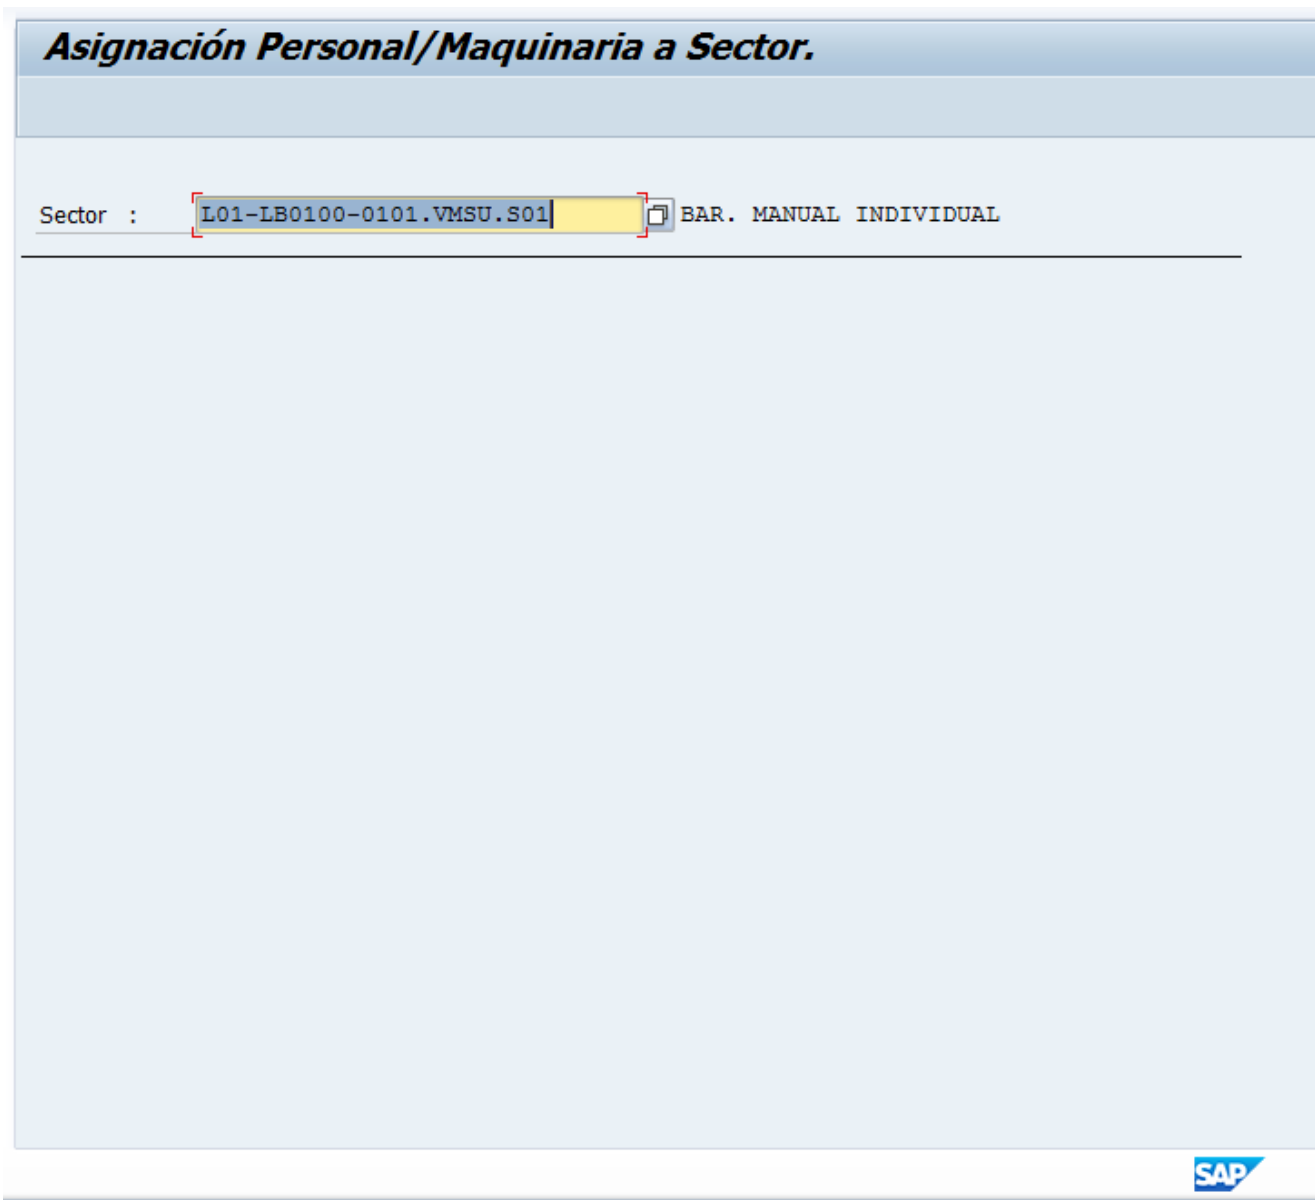 Asignación Personal/Maquinaria a Sector.
Sector : L01-LB0100-0101.VMSU.S01 BAR. MANUAL INDIVIDUAL
SAP